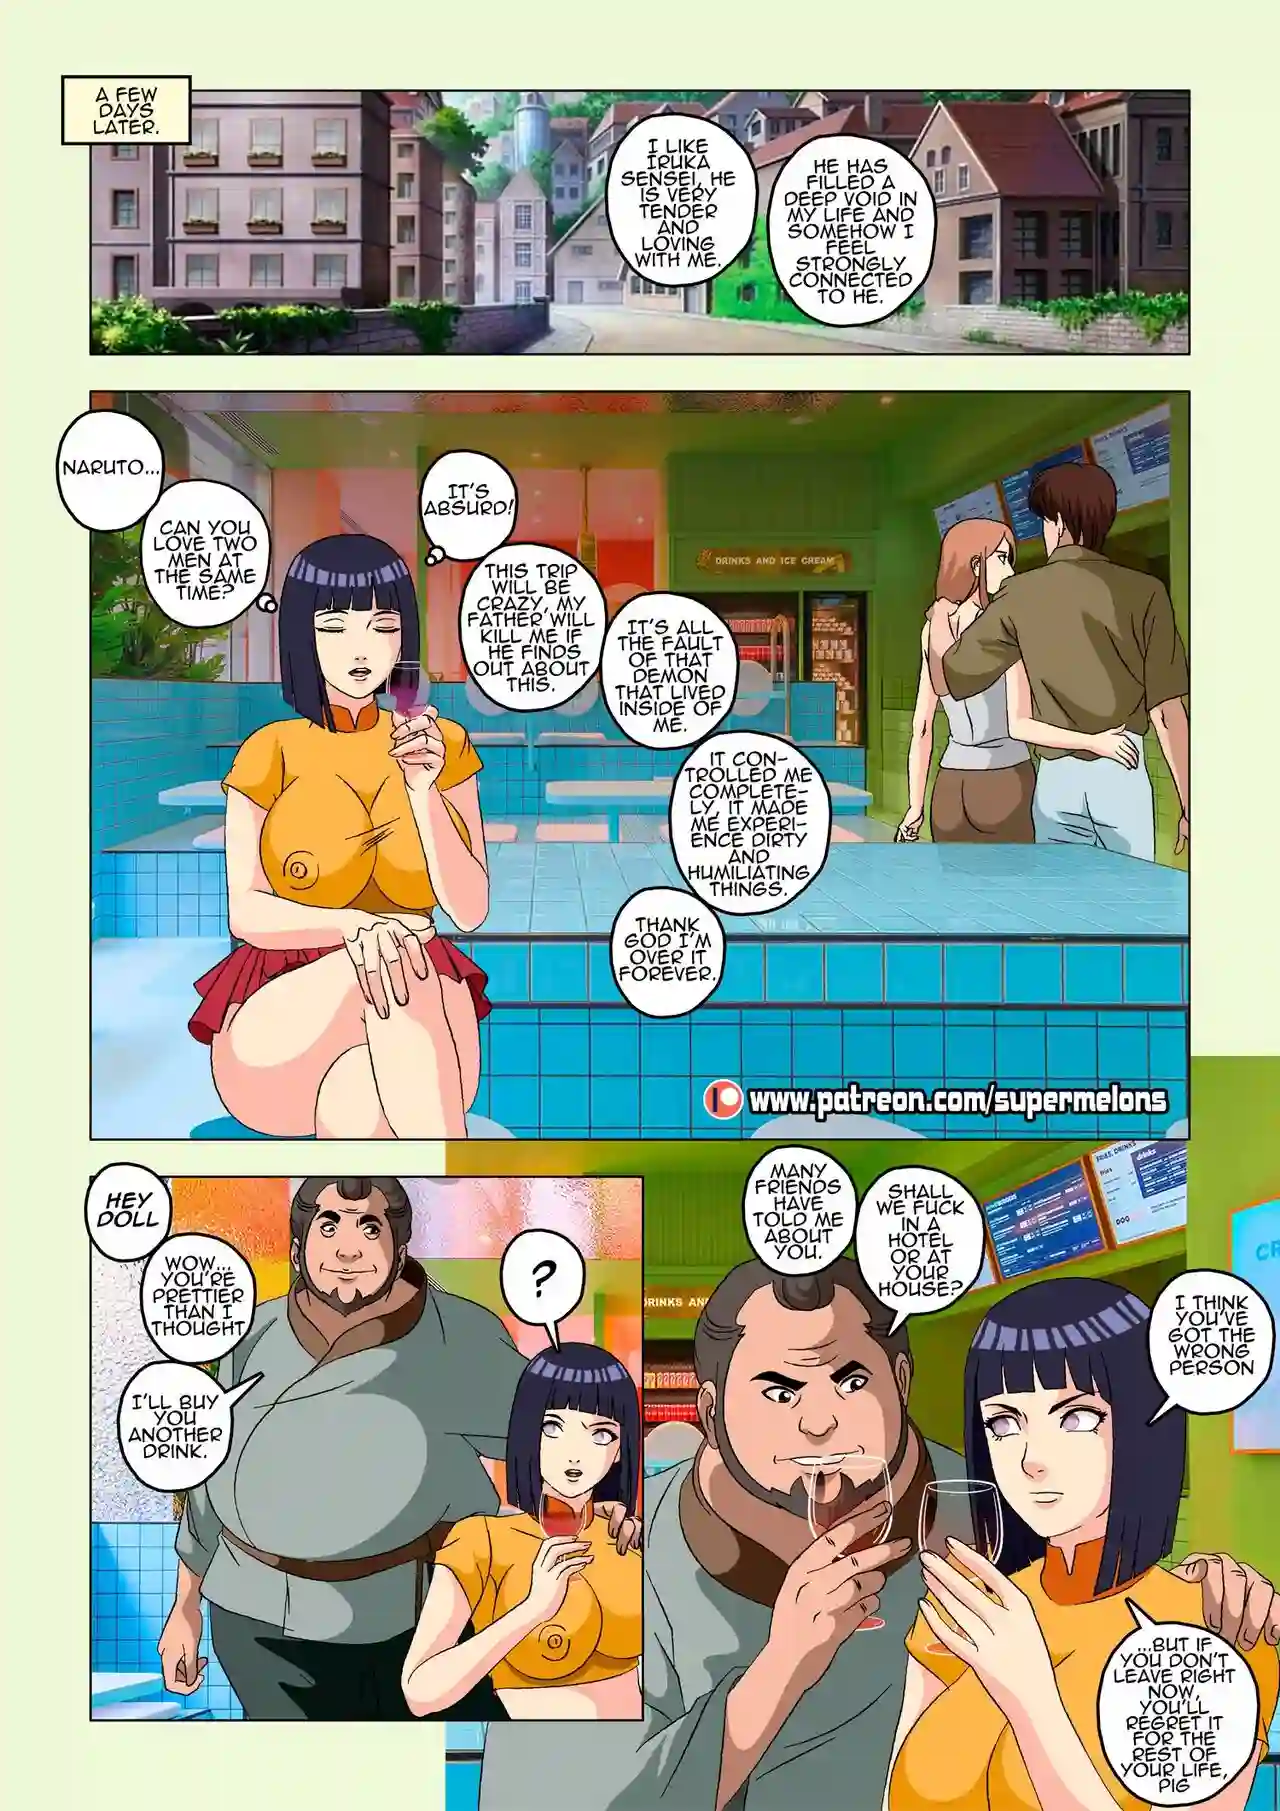 A FEW
DAYS
LATER.
I LIKE
IRUKA
SENSEI, HE
IS VERY
TENDER
AND
LOVING
WITH ME.
HE HAS
FILLED A
DEEP VOID IN
MY LIFE AND
SOMEHOW I
FEEL
STRONGLY
CONNECTED
TO HE.
NARUTO...
CAN YOU
LOVE TWO
MEN AT
THE SAME
TIME?
IT'S
ABSURD!
THIS TRIP
WILL BE
CRAZY, MY
FATHER WILL
KILL ME IF
HE FINDS
OUT ABOUT
THIS.
IT'S ALL
THE FAULT
OF THAT
DEMON
THAT LIVED
INSIDE OF
ME.
IT CON-
TROLLED ME
COMPLETE-
LY, IT MADE
ME EXPERI-
ENCE DIRTY
AND
HUMILIATING
THINGS.
THANK
GOD I'M
OVER IT
FOREVER.
DRINKS AND ICE CREAM
www.patreon.com/supermelons
HEY
DOLL
WOW...
YOU'RE
PRETTIER
THAN I
THOUGHT
I'LL BUY
YOU
ANOTHER
DRINK.
?
MANY
FRIENDS
HAVE
TOLD ME
ABOUT
YOU.
SHALL
WE FUCK
IN A
HOTEL
OR AT
YOUR
HOUSE?
I THINK
YOU'VE
GOT THE
WRONG
PERSON
...BUT IF
YOU DON'T
LEAVE RIGHT
NOW,
YOU'LL
REGRET IT
FOR THE
REST OF
YOUR LIFE,
PIG
DRINKS AN
FRIES, DRINKS
fries
drinks
CR